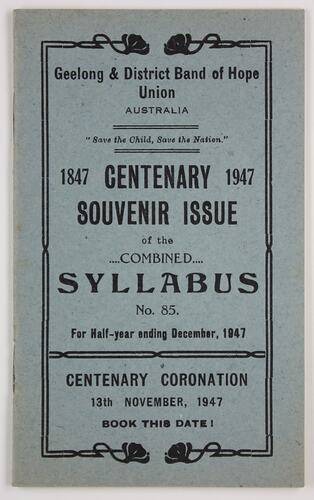 Geelong & District Band of Hope
Union
AUSTRALIA
"Save the Child, Save the Nation."
1847 CENTENARY 1947
SOUVENIR ISSUE
of the
....COMBINED....
SYLLABUS
No. 85.
For Half-year ending December, 1947
CENTENARY CORONATION
13th NOVEMBER, 1947
BOOK THIS DATE!